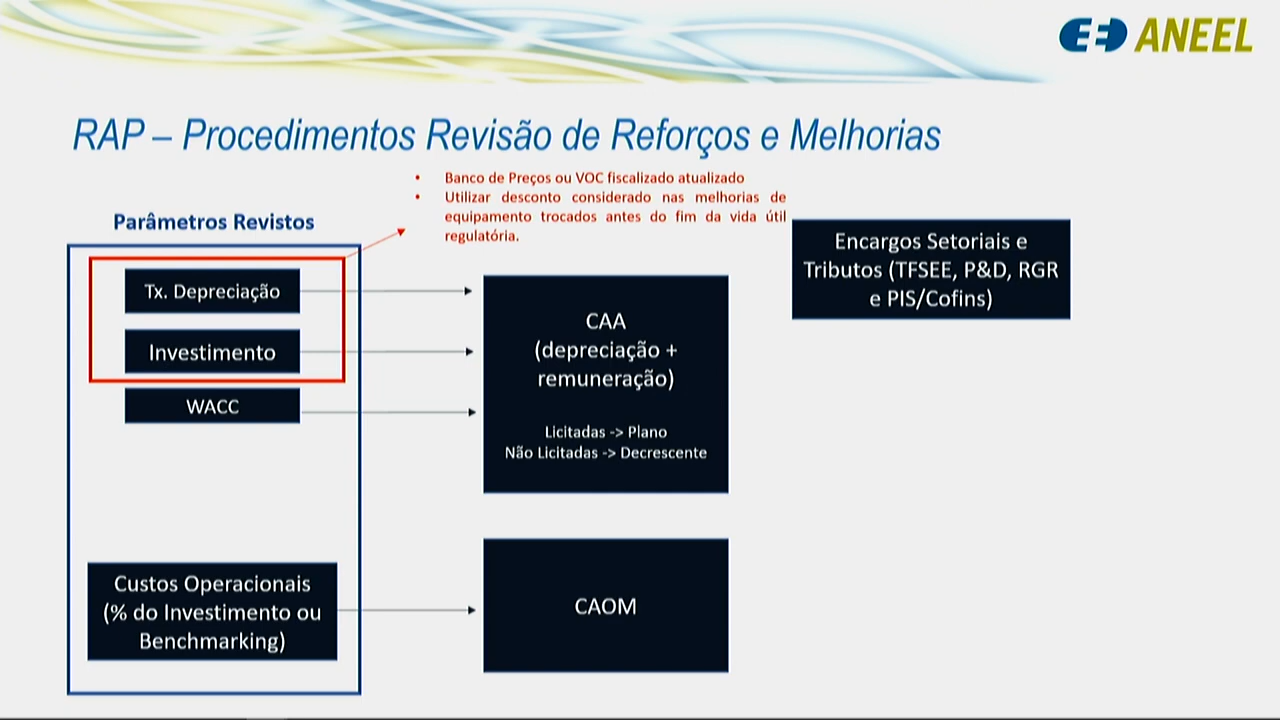 ANEEL
RAP – Procedimentos Revisão de Reforços e Melhorias
• Banco de Preços ou VOC fiscalizado atualizado
• Utilizar desconto considerado nas melhorias de
equipamento trocados antes do fim da vida útil
regulatória.
Parâmetros Revistos
Tx. Depreciação
Investimento
WACC
Custos Operacionais
(% do Investimento ou
Benchmarking)
CAA
(depreciação +
remuneração)
Licitadas -> Plano
Não Licitadas -> Decrescente
CAOM
Encargos Setoriais e
Tributos (TFSEE, P&D, RGR
e PIS/Cofins)